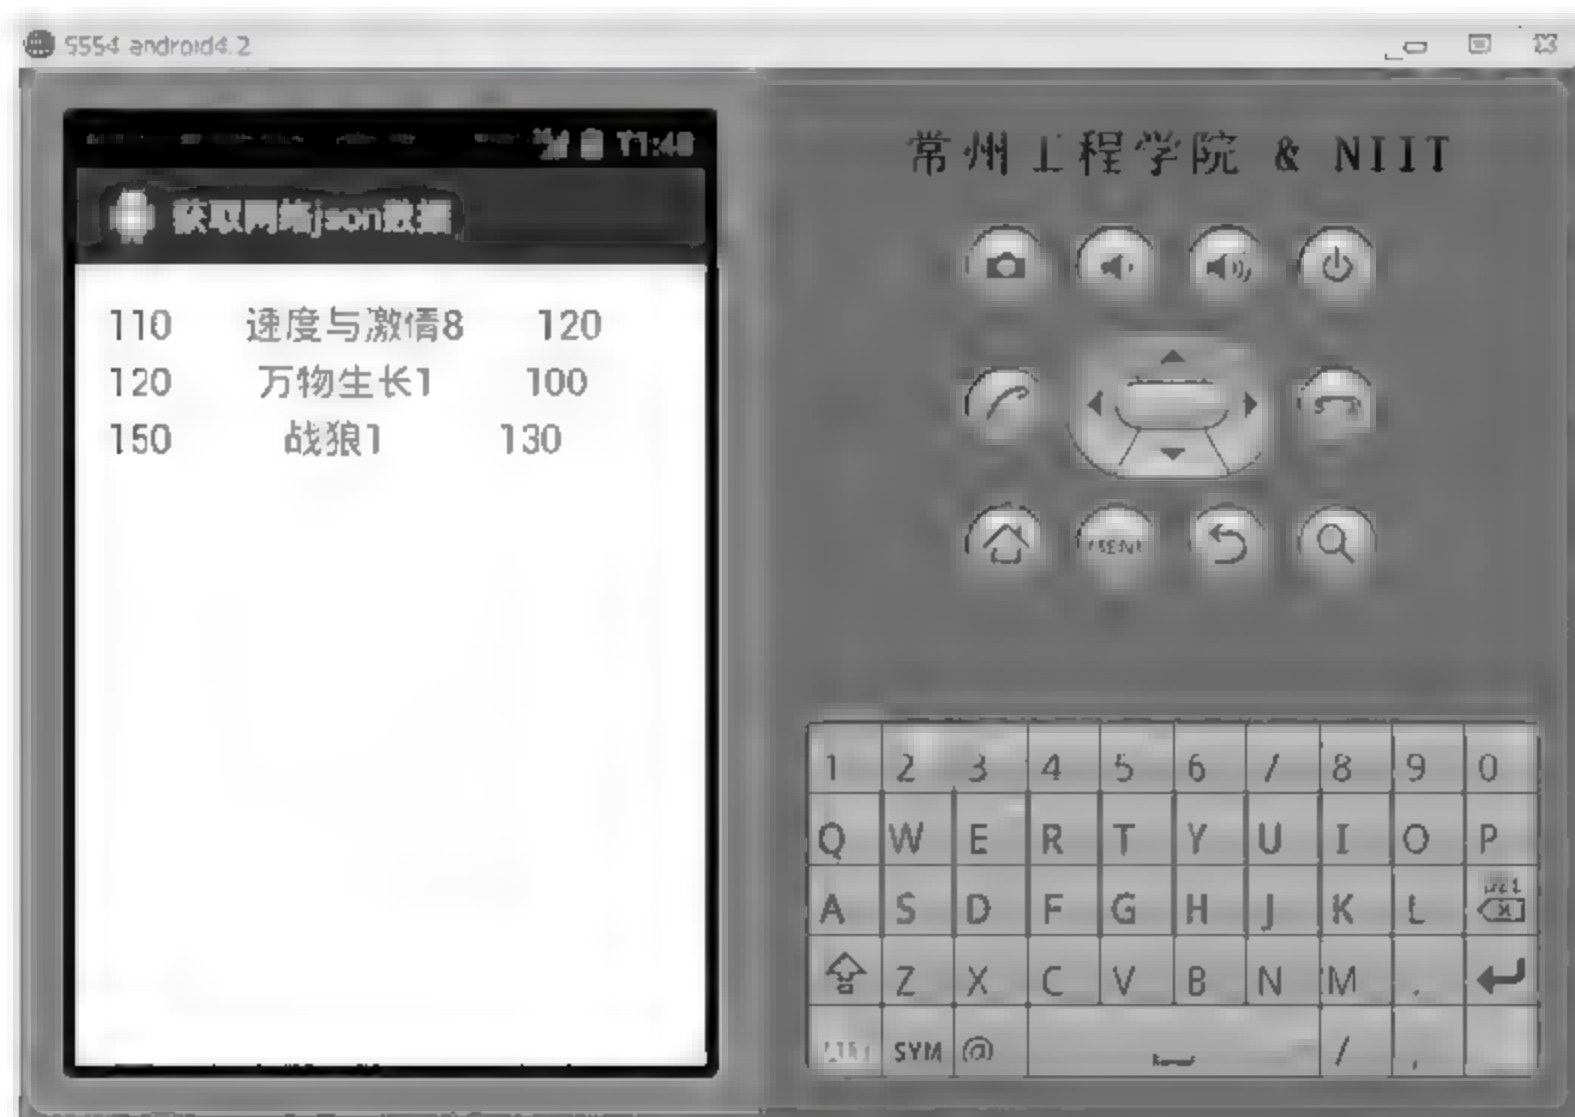 5554 android4.2
11:48
获取网络json数据
110 速度与激情8 120
120 万物生长1 100
150 战狼1 130
常州工程学院 & NIIT
1 2 3 4 5 6 7 8 9 0
Q W E R T Y U I O P
A S D F G H J K L
Z X C V B N M .
SYM @ / ,